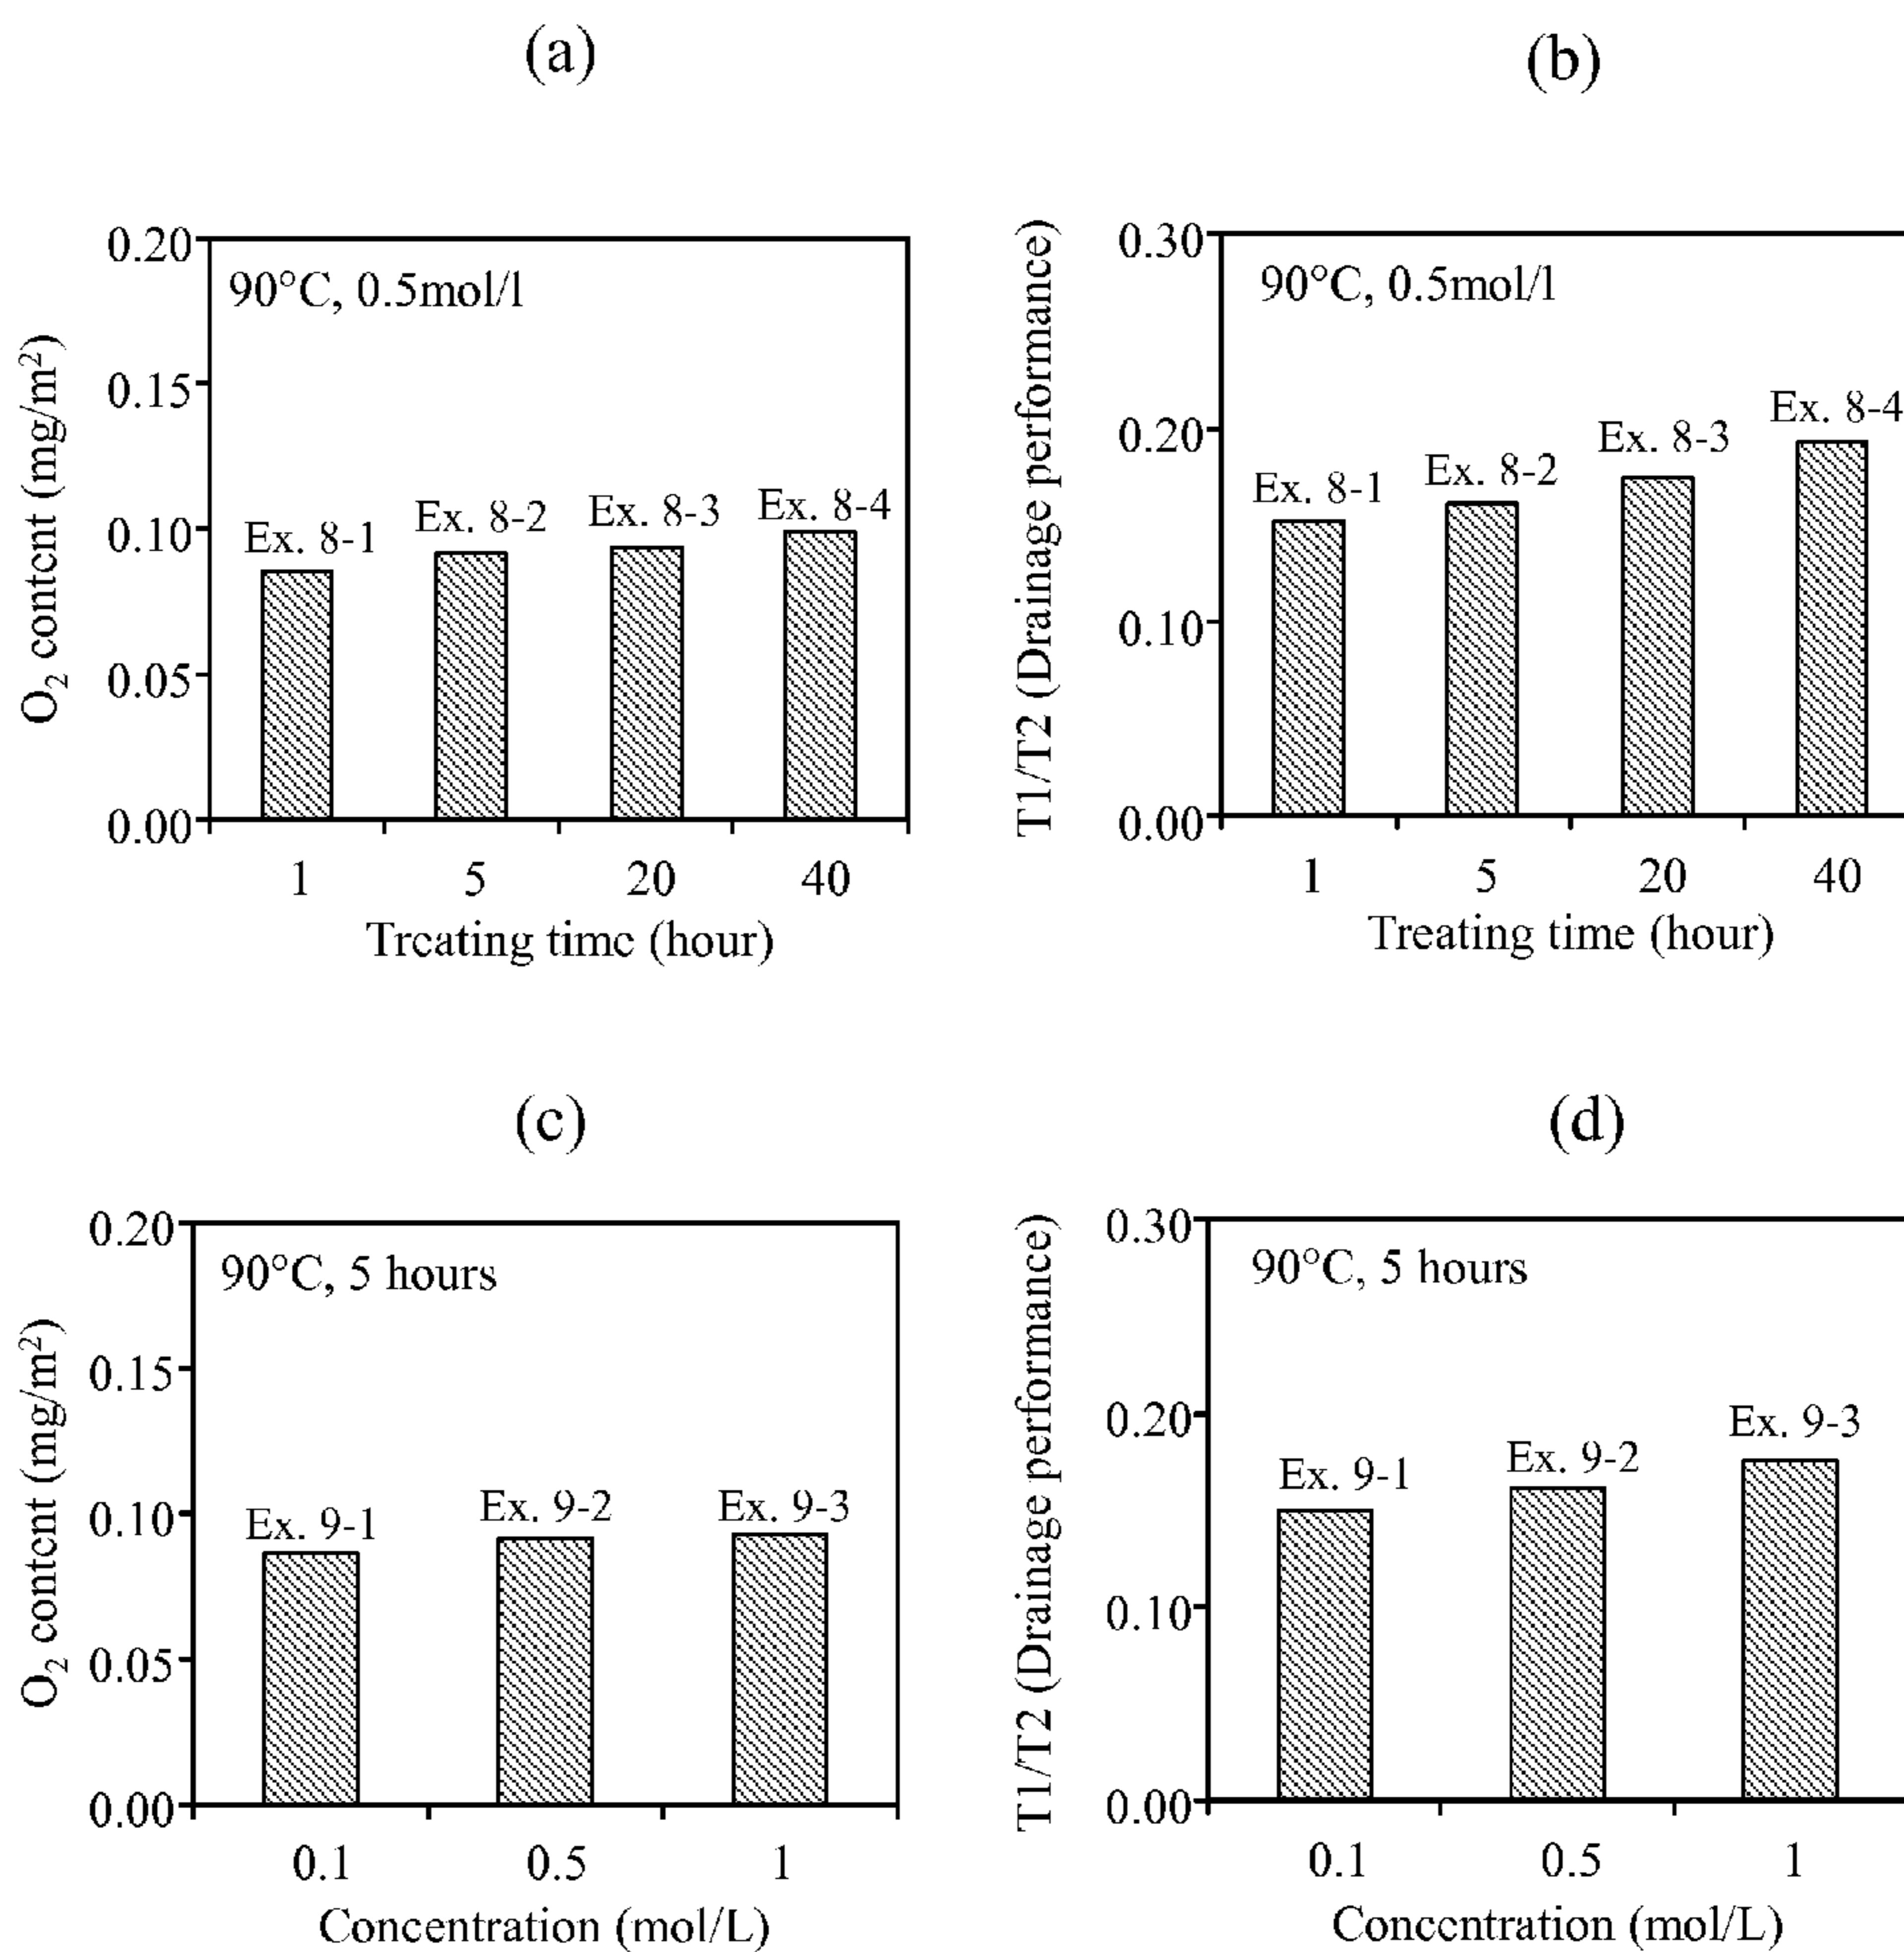 (a)
0.20
90°C, 0.5mol/l
0.15
0.10
0.05
0.00
O₂ content (mg/m²)
Ex. 8-1
Ex. 8-2
Ex. 8-3
Ex. 8-4
1
5
20
40
Treating time (hour)
(b)
0.30
90°C, 0.5mol/l
0.20
0.10
0.00
T1/T2 (Drainage performance)
Ex. 8-1
Ex. 8-2
Ex. 8-3
Ex. 8-4
1
5
20
40
Treating time (hour)
(c)
0.20
90°C, 5 hours
0.15
0.10
0.05
0.00
O₂ content (mg/m²)
Ex. 9-1
Ex. 9-2
Ex. 9-3
0.1
0.5
1
Concentration (mol/L)
(d)
0.30
90°C, 5 hours
0.20
0.10
0.00
T1/T2 (Drainage performance)
Ex. 9-1
Ex. 9-2
Ex. 9-3
0.1
0.5
1
Concentration (mol/L)